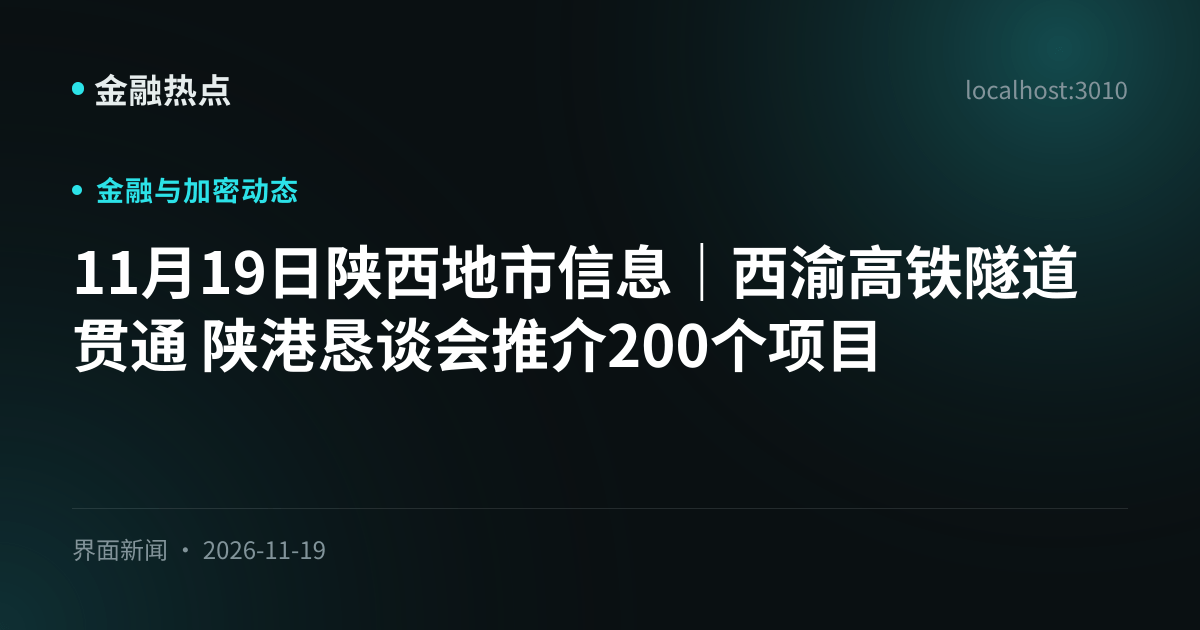 金融热点
localhost:3010
金融与加密动态
11月19日陕西地市信息｜西渝高铁隧道
贯通 陕港恳谈会推介200个项目
界面新闻 · 2026-11-19